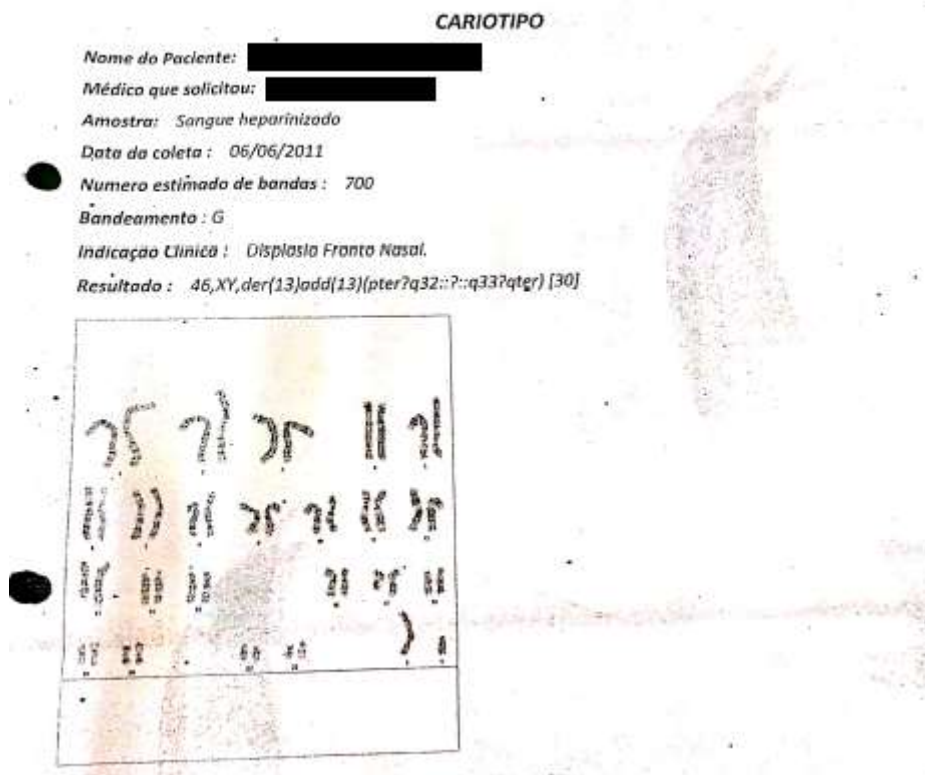 CARIOTIPO
Nome do Paciente:
Médico que solicitou:
Amostra: Sangue heparinizado
Data da coleta : 06/06/2011
Numero estimado de bandas : 700
Bandeamento : G
Indicação Clínica : Displasia Fronto Nasal.
Resultado : 46,XY,der(13)add(13)(pter?q32::?::q33?qter) [30]